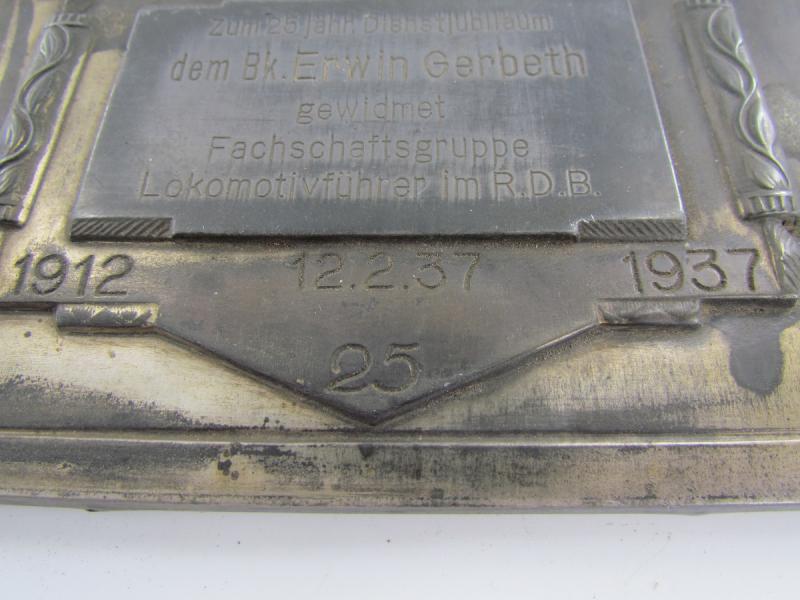 Zum 25 jähr. Dienstjubiläum
dem Bk. Erwin Gerbeth
gewidmet
Fachschaftsgruppe
Lokomotivführer im R.D.B.
1912 12.2.37 1937
25